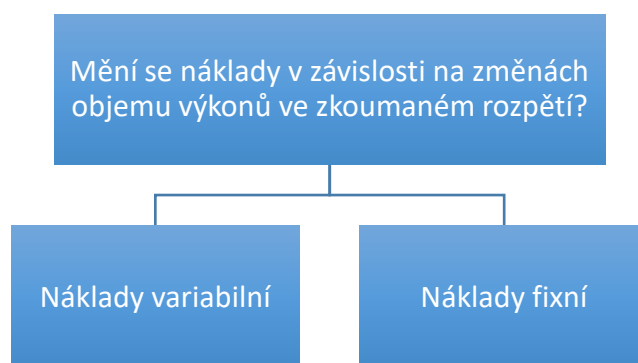 Mění se náklady v závislosti na změnách
objemu výkonů ve zkoumaném rozpětí?
Náklady variabilní
Náklady fixní